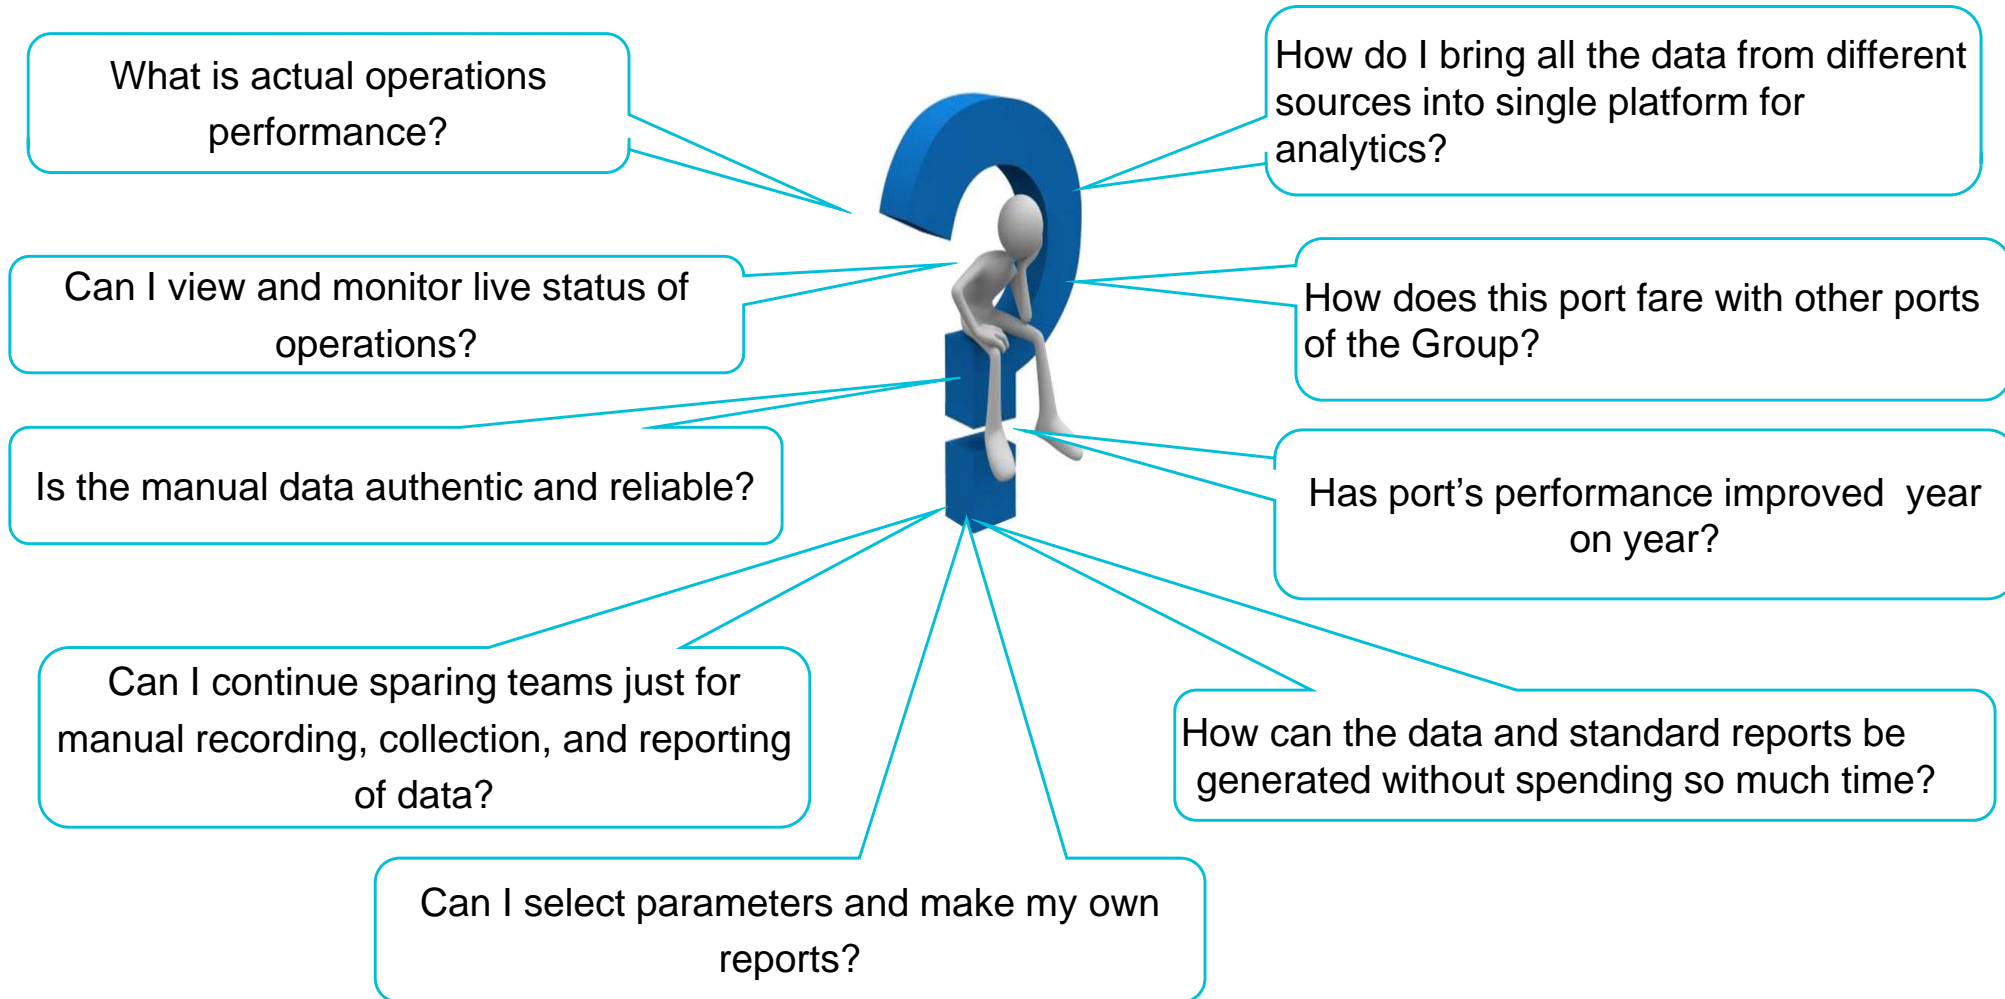 What is actual operations
performance?
How do I bring all the data from different
sources into single platform for
analytics?
Can I view and monitor live status of
operations?
How does this port fare with other ports
of the Group?
Is the manual data authentic and reliable?
Has port’s performance improved  year
on year?
Can I continue sparing teams just for
manual recording, collection, and reporting
of data?
How can the data and standard reports be
generated without spending so much time?
Can I select parameters and make my own
reports?